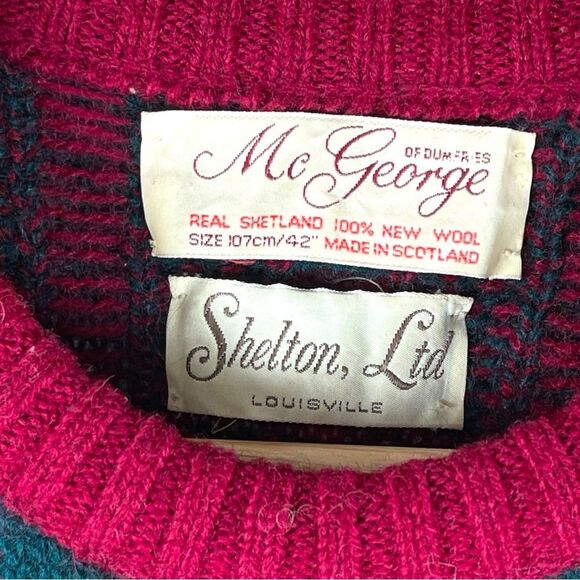 Mc George
OF DUMFRIES
REAL SHETLAND 100% NEW WOOL
SIZE 107cm/42" MADE IN SCOTLAND
Shelton, Ltd
LOUISVILLE